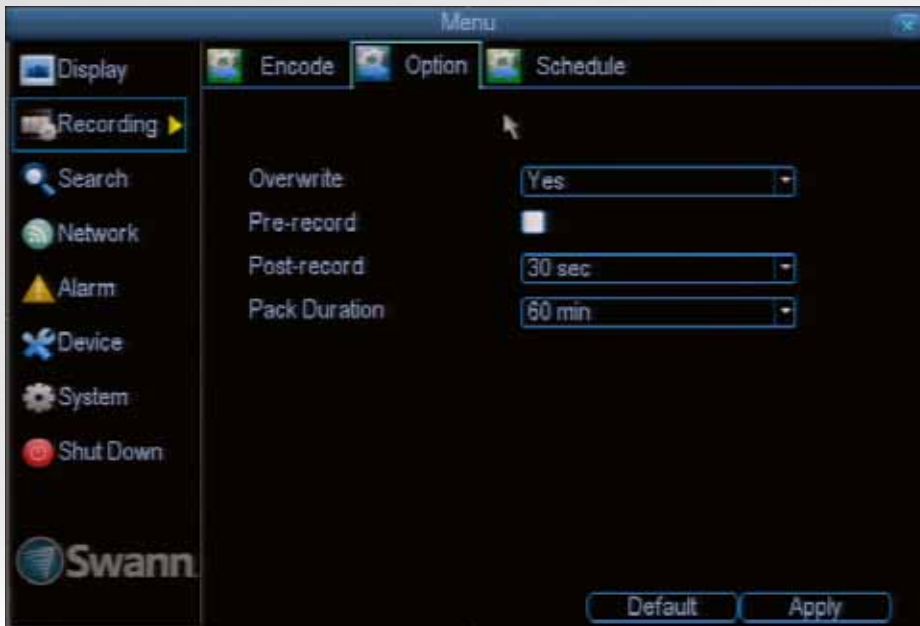 Menu
Display
Recording
Search
Network
Alarm
Device
System
Shut Down
Swann
Encode Option Schedule
Overwrite Yes
Pre-record
Post-record 30 sec
Pack Duration 60 min
Default Apply